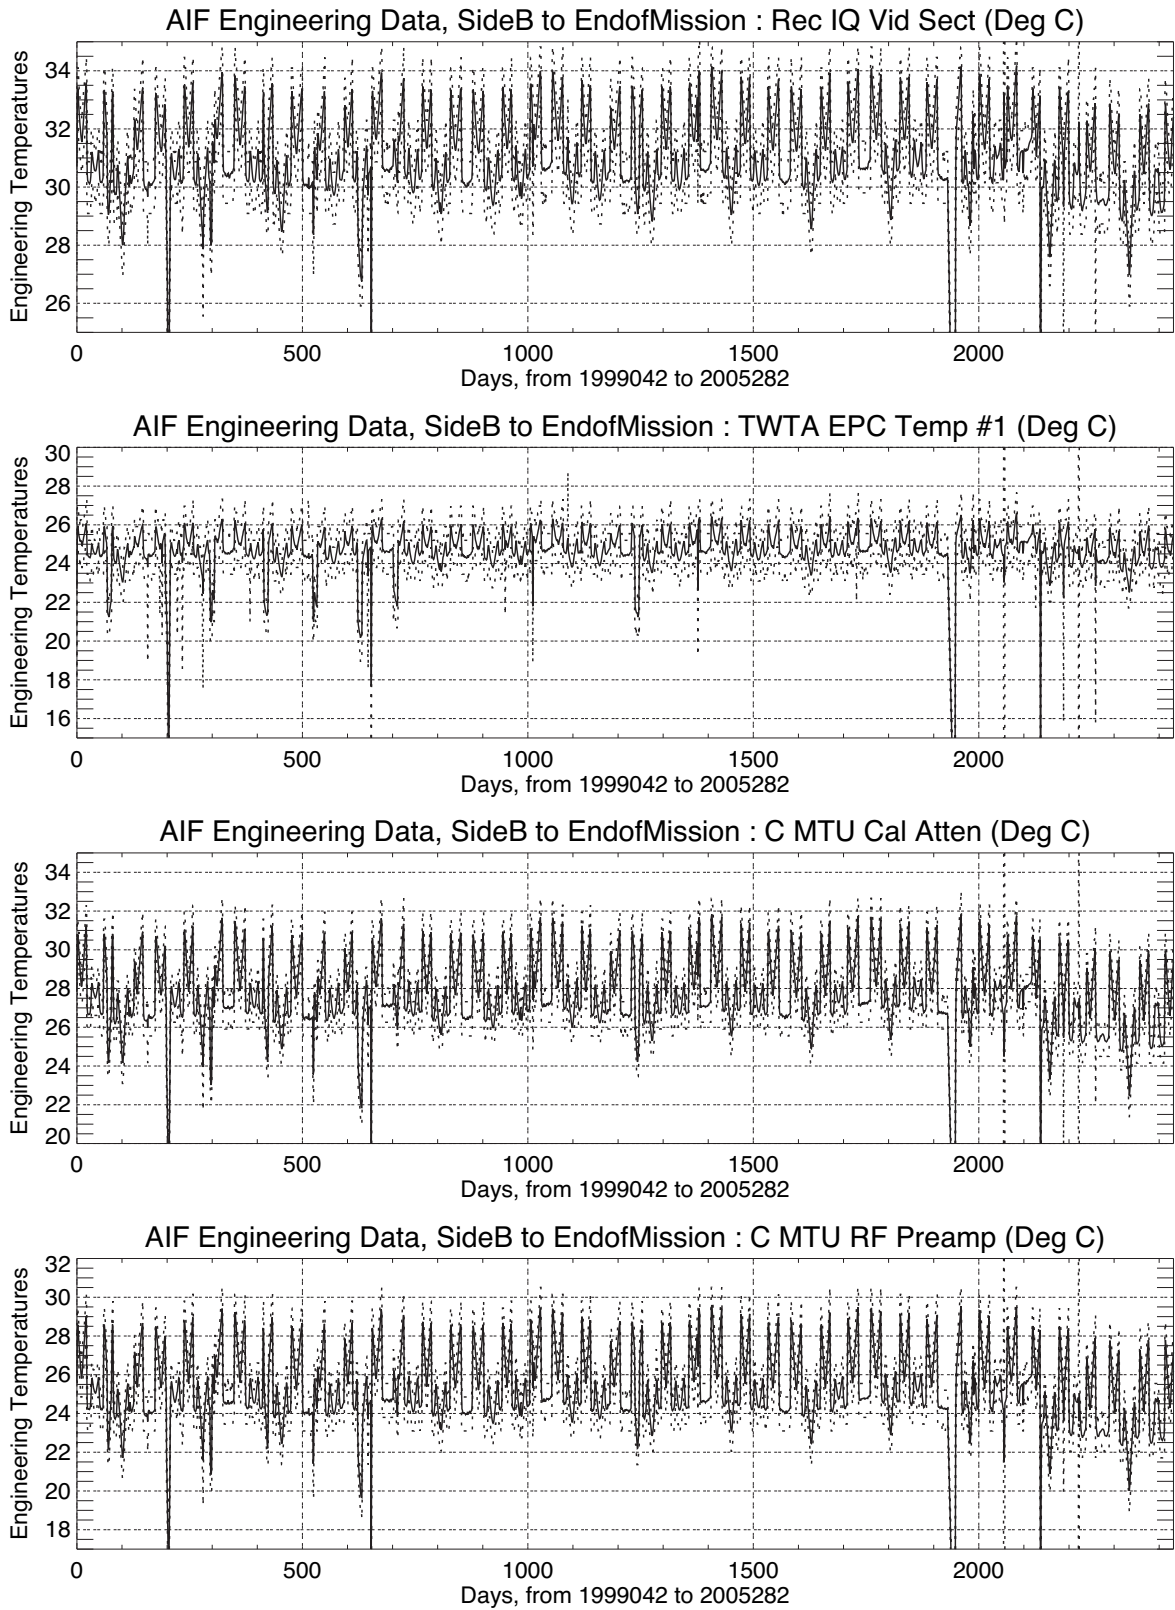 AIF Engineering Data, SideB to EndofMission : Rec IQ Vid Sect (Deg C)
Engineering Temperatures
34
32
30
28
26
0 500 1000 1500 2000
Days, from 1999042 to 2005282
AIF Engineering Data, SideB to EndofMission : TWTA EPC Temp #1 (Deg C)
Engineering Temperatures
30
28
26
24
22
20
18
16
0 500 1000 1500 2000
Days, from 1999042 to 2005282
AIF Engineering Data, SideB to EndofMission : C MTU Cal Atten (Deg C)
Engineering Temperatures
34
32
30
28
26
24
22
20
0 500 1000 1500 2000
Days, from 1999042 to 2005282
AIF Engineering Data, SideB to EndofMission : C MTU RF Preamp (Deg C)
Engineering Temperatures
32
30
28
26
24
22
20
18
0 500 1000 1500 2000
Days, from 1999042 to 2005282